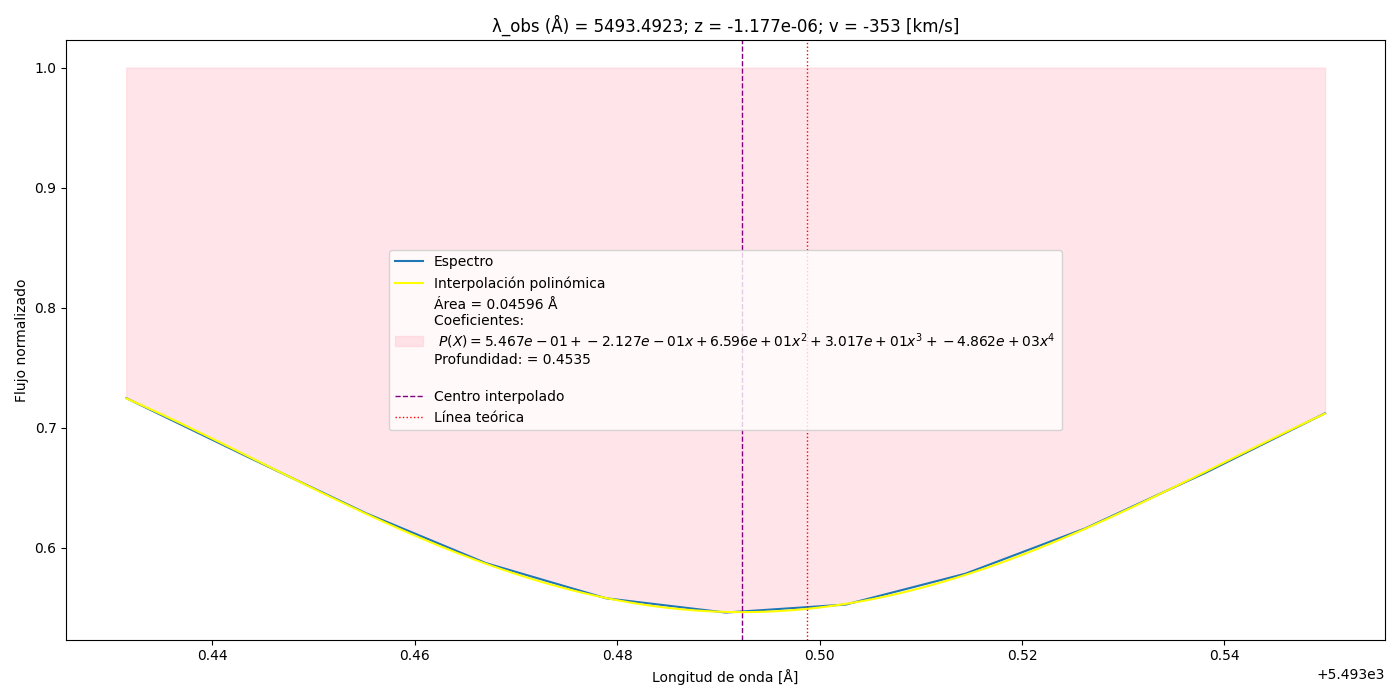 λ_obs (Å) = 5493.4923; z = -1.177e-06; v = -353 [km/s]
Flujo normalizado
1.0
0.9
0.8
0.7
0.6
Espectro
Interpolación polinómica
Área = 0.04596 Å
Coeficientes:
P(X) = 5.467e − 01 + −2.127e − 01x + 6.596e + 01x² + 3.017e + 01x³ + −4.862e + 03x⁴
Profundidad: = 0.4535
Centro interpolado
Línea teórica
0.44 0.46 0.48 0.50 0.52 0.54
+5.493e3
Longitud de onda [Å]